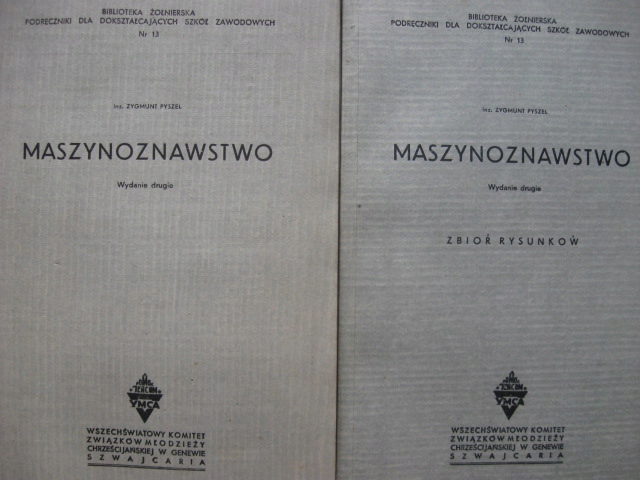 BIBLIOTEKA ŻOŁNIERSKA
PODRĘCZNIKI DLA DOKSZTAŁCAJĄCYCH SZKÓŁ ZAWODOWYCH
Nr 13
Inż. ZYGMUNT PYSZEL
MASZYNOZNAWSTWO
Wydanie drugie
YMCA
WSZECHŚWIATOWY KOMITET
ZWIĄZKÓW MŁODZIEŻY
CHRZEŚCIJAŃSKIEJ W GENEWIE
SZWAJCARIA
BIBLIOTEKA ŻOŁNIERSKA
PODRĘCZNIKI DLA DOKSZTAŁCAJĄCYCH SZKÓŁ ZAWODOWYCH
Nr 13
Inż. ZYGMUNT PYSZEL
MASZYNOZNAWSTWO
Wydanie drugie
ZBIÓR RYSUNKÓW
YMCA
WSZECHŚWIATOWY KOMITET
ZWIĄZKÓW MŁODZIEŻY
CHRZEŚCIJAŃSKIEJ W GENEWIE
SZWAJCARIA